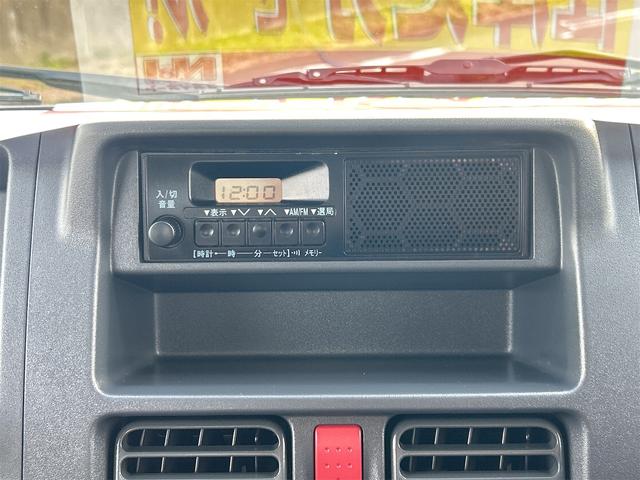 入/切
音量
12:00
▼表示 ▼∨ ▼∧ ▼AM/FM ▼選局
[時計・ 時 分 セット] メモリー